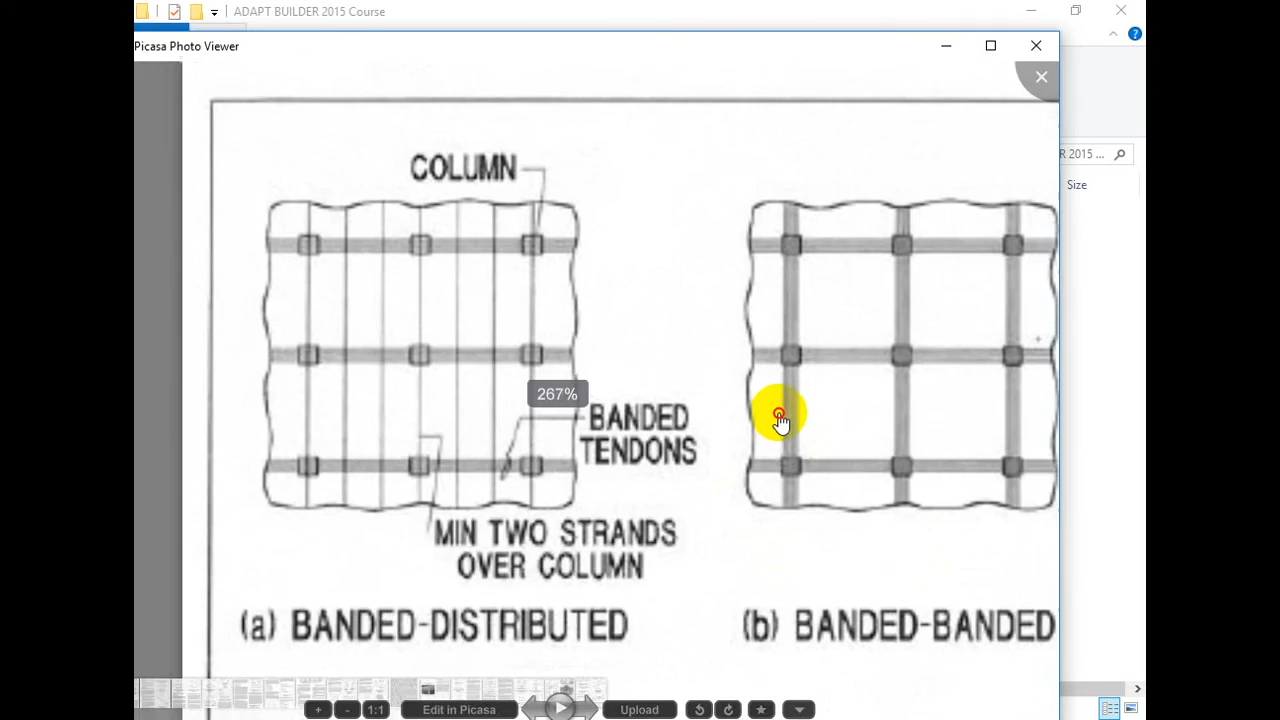 ADAPT BUILDER 2015 Course
Picasa Photo Viewer
R 2015 ...
Size
COLUMN
267%
BANDED
TENDONS
MIN TWO STRANDS
OVER COLUMN
(a) BANDED-DISTRIBUTED
(b) BANDED-BANDED
1:1
Edit in Picasa
Upload